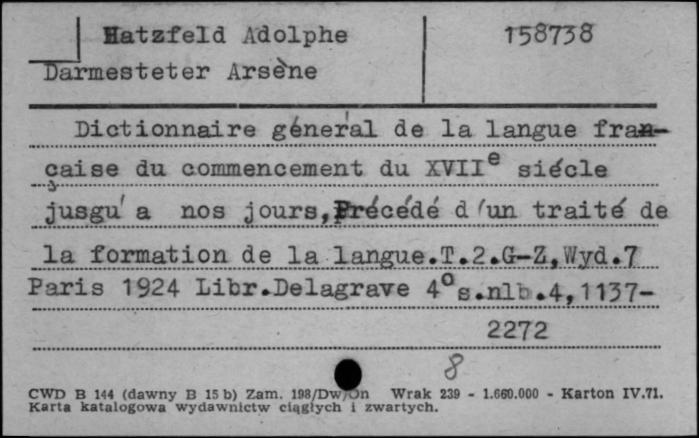 Hatzfeld Adolphe 158738
Darmesteter Arsène
Dictionnaire géneral de la langue fran-
çaise du commencement du XVIIe siécle
jusgu'a nos jours,Précédé d'un traité de
la formation de la langue.T.2.G-Z,Wyd.7
Paris 1924 Libr.Delagrave 4°s.nlb.4,1137-
2272
8
CWD B 144 (dawny B 15 b) Zam. 198/Dw/On Wrak 239 - 1.660.000 - Karton IV.71.
Karta katalogowa wydawnictw ciągłych i zwartych.